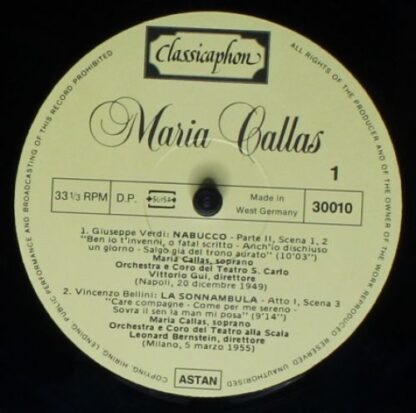 Classicaphon
Maria Callas
1
33 1/3 RPM D.P. SUISA Made in West Germany 30010
1. Giuseppe Verdi: NABUCCO - Parte II, Scena 1, 2
"Ben io t'invenni, o fatal scritto - Anch'io dischiuso
un giorno - Salgo già del trono aurato" (10'03")
Maria Callas, soprano
Orchestra e Coro del Teatro S. Carlo
Vittorio Gui, direttore
(Napoli, 20 dicembre 1949)
2. Vincenzo Bellini: LA SONNAMBULA - Atto I, Scena 3
"Care compagne - Come per me sereno -
Sovra il sen la man mi posa" (9'14")
Maria Callas, soprano
Orchestra e Coro del Teatro alla Scala
Leonard Bernstein, direttore
(Milano, 5 marzo 1955)
ASTAN
ALL RIGHTS OF THE PRODUCER AND OF THE OWNER OF THE WORK REPRODUCED RESERVED UNAUTHORISED COPYING, HIRING, LENDING, PUBLIC PERFORMANCE AND BROADCASTING OF THIS RECORD PROHIBITED